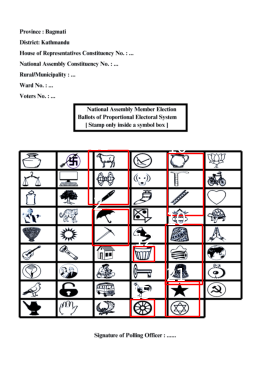 Province : Bagmati
District: Kathmandu
House of Representatives Constituency No. : ...
National Assembly Constituency No. : ...
Rural/Municipality : ...
Ward No. : ...
Voters No. : ...
National Assembly Member Election
Ballots of Proportional Electoral System
[ Stamp only inside a symbol box ]
Signature of Polling Officer : ......